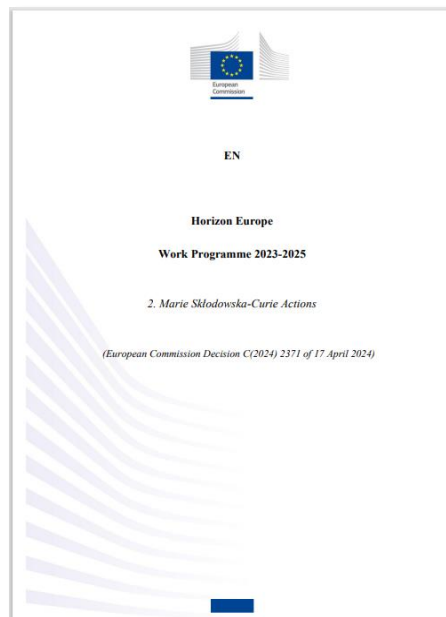 European
Commission
EN
Horizon Europe
Work Programme 2023-2025
2. Marie Skłodowska-Curie Actions
(European Commission Decision C(2024) 2371 of 17 April 2024)